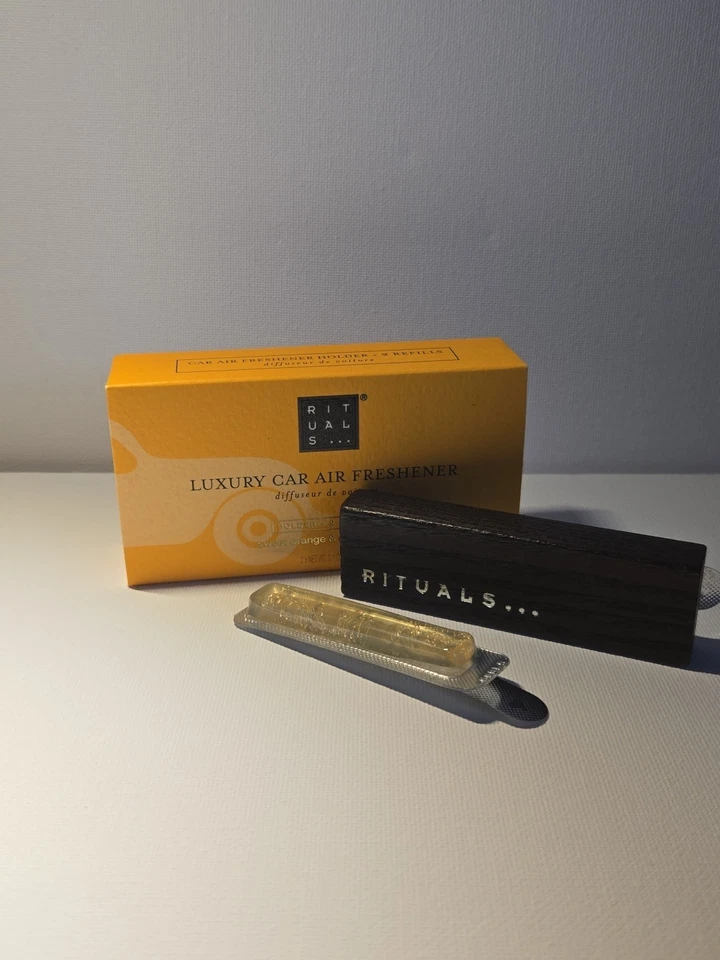 CAR AIR FRESHENER HOLDER + 2 REFILLS
diffuseur de voiture
RIT
UAL
S...
®
LUXURY CAR AIR FRESHENER
diffuseur de
RITUALS...